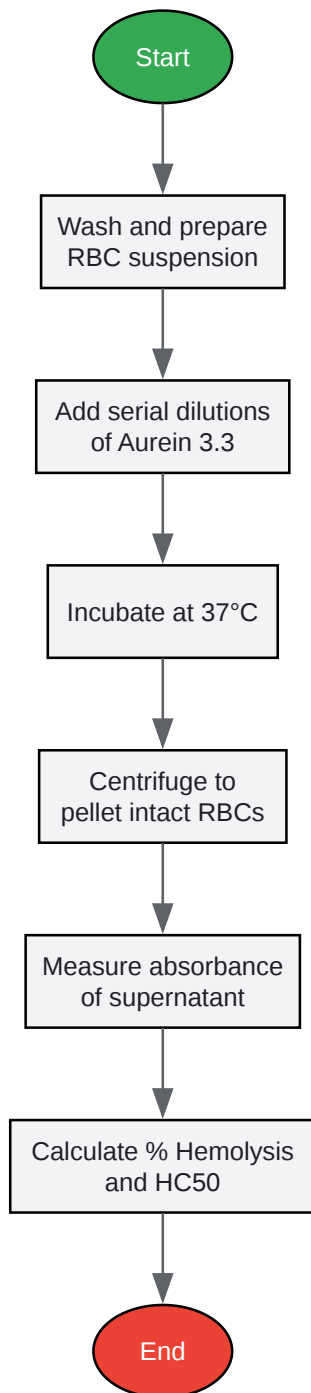 Start
Wash and prepare
RBC suspension
Add serial dilutions
of Aurein 3.3
Incubate at 37°C
Centrifuge to
pellet intact RBCs
Measure absorbance
of supernatant
Calculate % Hemolysis
and HC50
End